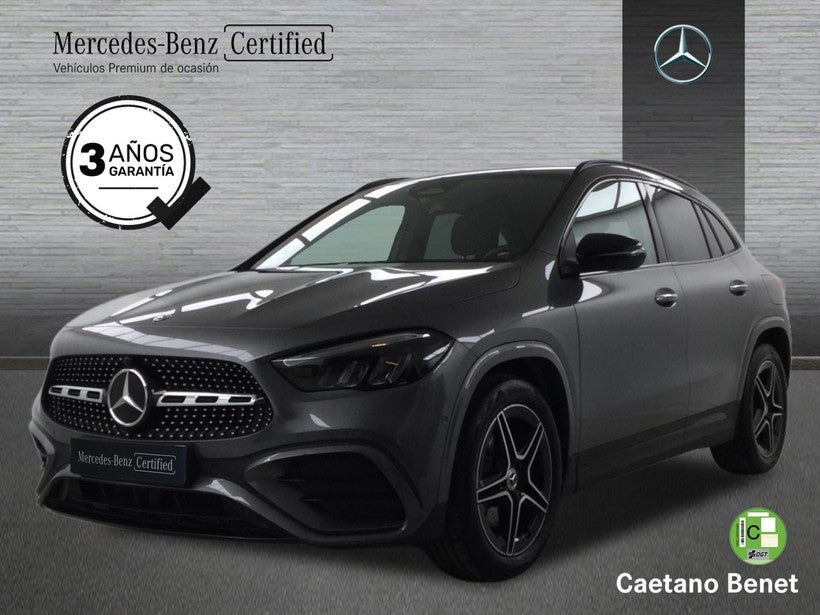 Mercedes-Benz Certified
Vehículos Premium de ocasión
3 AÑOS
GARANTÍA
Mercedes-Benz Certified
C
DGT
Caetano Benet